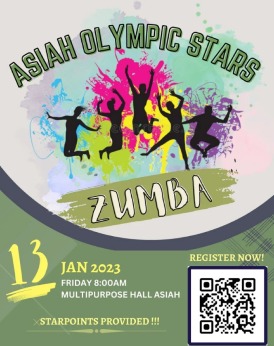 ASIAH OLYMPIC STARS
ZUMBA
REGISTER NOW!
13
JAN 2023
FRIDAY 8:00AM
MULTIPURPOSE HALL ASIAH
STARPOINTS PROVIDED !!!